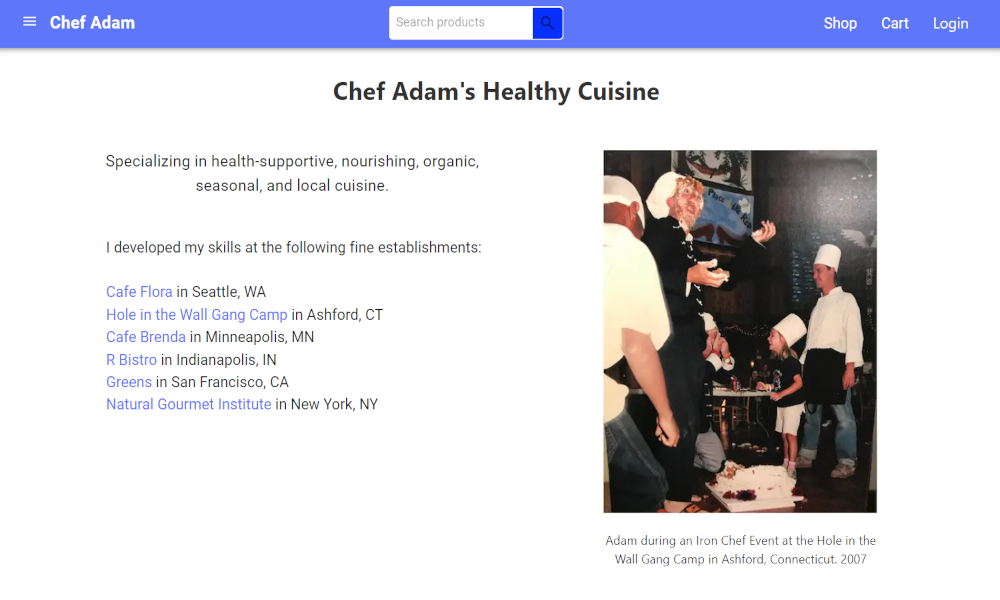 Chef Adam
Search products
Shop
Cart
Login
Chef Adam's Healthy Cuisine
Specializing in health-supportive, nourishing, organic,
seasonal, and local cuisine.
I developed my skills at the following fine establishments:
Cafe Flora in Seattle, WA
Hole in the Wall Gang Camp in Ashford, CT
Cafe Brenda in Minneapolis, MN
R Bistro in Indianapolis, IN
Greens in San Francisco, CA
Natural Gourmet Institute in New York, NY
Adam during an Iron Chef Event at the Hole in the
Wall Gang Camp in Ashford, Connecticut. 2007